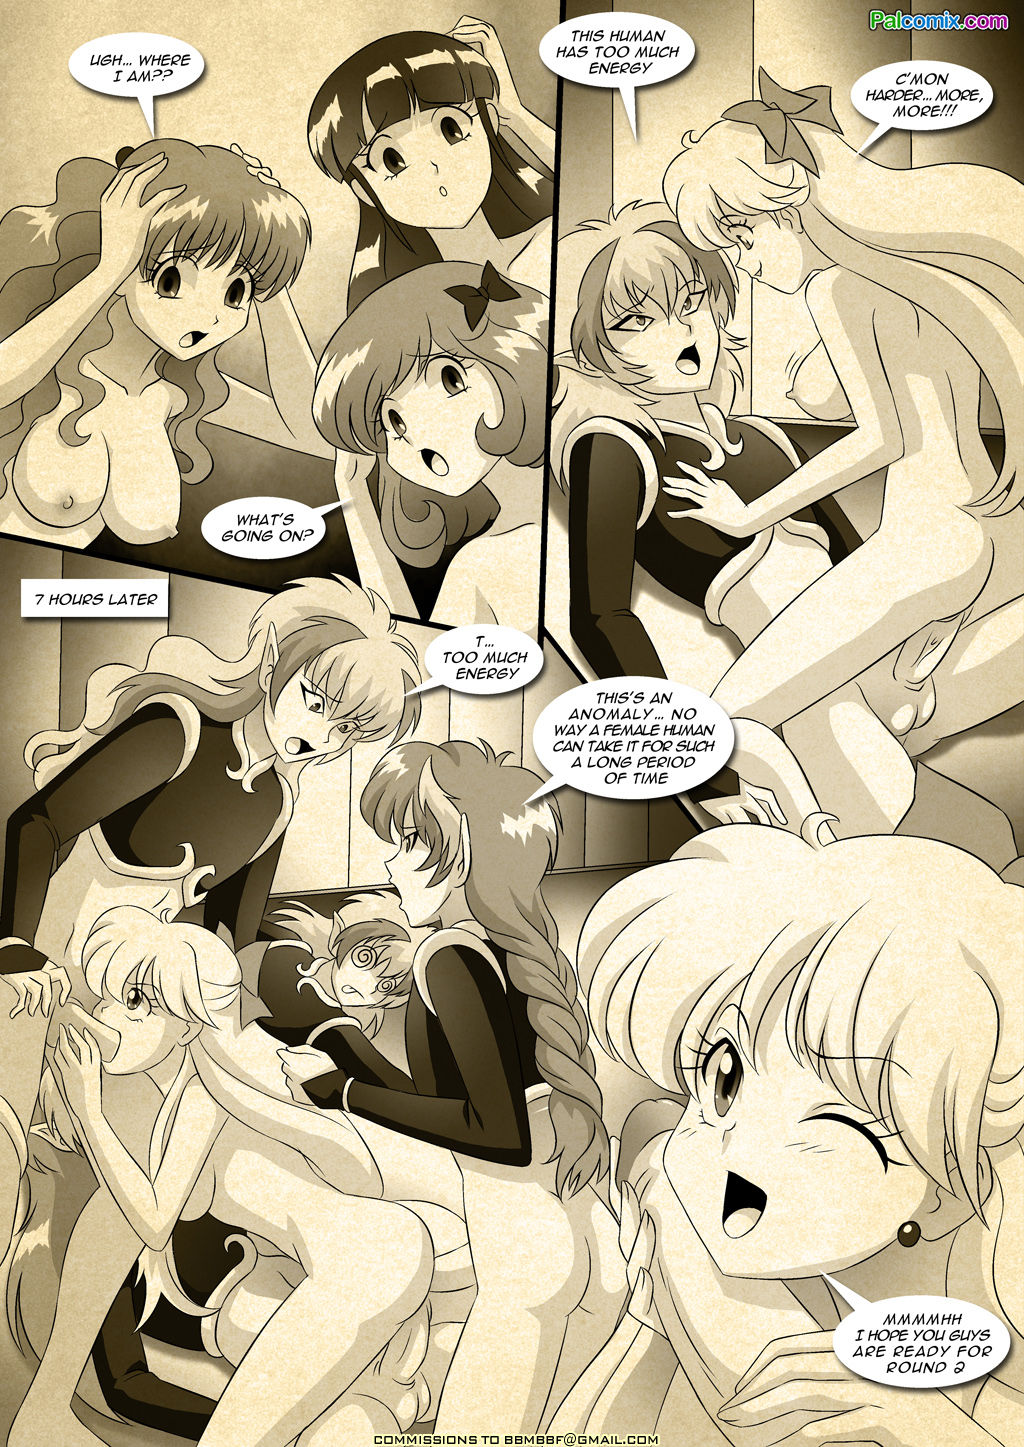 Palcomix.com
UGH... WHERE
I AM??
THIS HUMAN
HAS TOO MUCH
ENERGY
C'MON
HARDER... MORE,
MORE!!!
WHAT'S
GOING ON?
7 HOURS LATER
T...
TOO MUCH
ENERGY
THIS'S AN
ANOMALY... NO
WAY A FEMALE HUMAN
CAN TAKE IT FOR SUCH
A LONG PERIOD
OF TIME
MMMMHH
I HOPE YOU GUYS
ARE READY FOR
ROUND 2
COMMISSIONS TO BBMBBF@GMAIL.COM